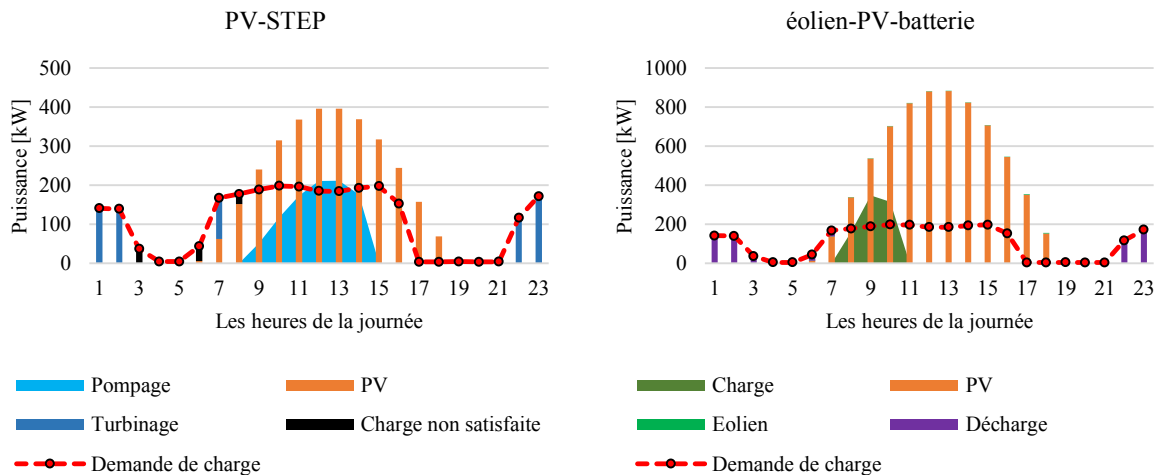 PV-STEP
Puissance [kW]
500
400
300
200
100
0
1 3 5 7 9 11 13 15 17 19 21 23
Les heures de la journée
Pompage
PV
Turbinage
Charge non satisfaite
Demande de charge
éolien-PV-batterie
Puissance [kW]
1000
800
600
400
200
0
1 3 5 7 9 11 13 15 17 19 21 23
Les heures de la journée
Charge
PV
Eolien
Décharge
Demande de charge